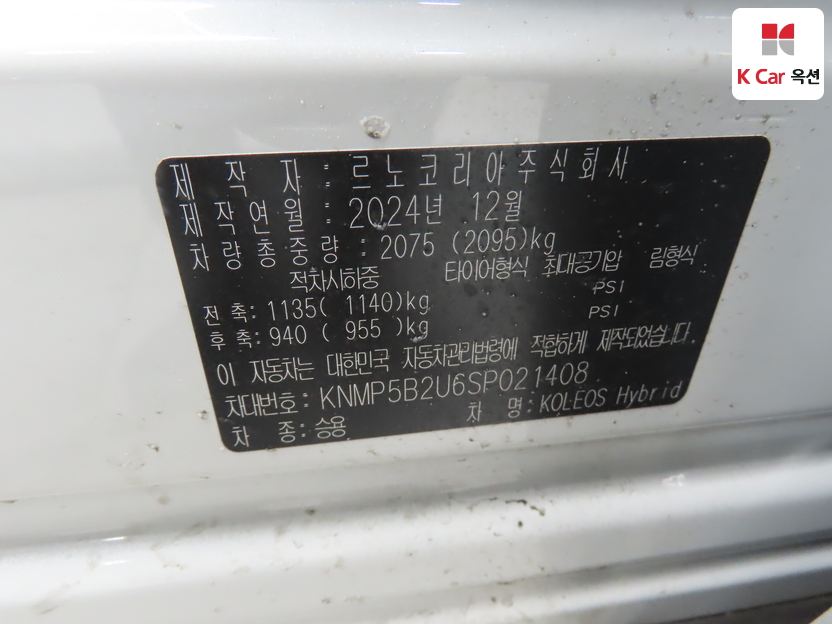 K Car 옥션
제 작 자 : 르노코리아주식회사
제작연월 : 2024년 12월
차량총중량 : 2075 (2095)kg
적차시하중 타이어형식 최대공기압 림형식
전축: 1135( 1140)kg PSI
후축: 940 ( 955 )kg PSI
이 자동차는 대한민국 자동차관리법령에 적합하게 제작되었습니다.
차대번호: KNMP5B2U6SP021408
차 종: 승용 차 명: KOLEOS Hybrid